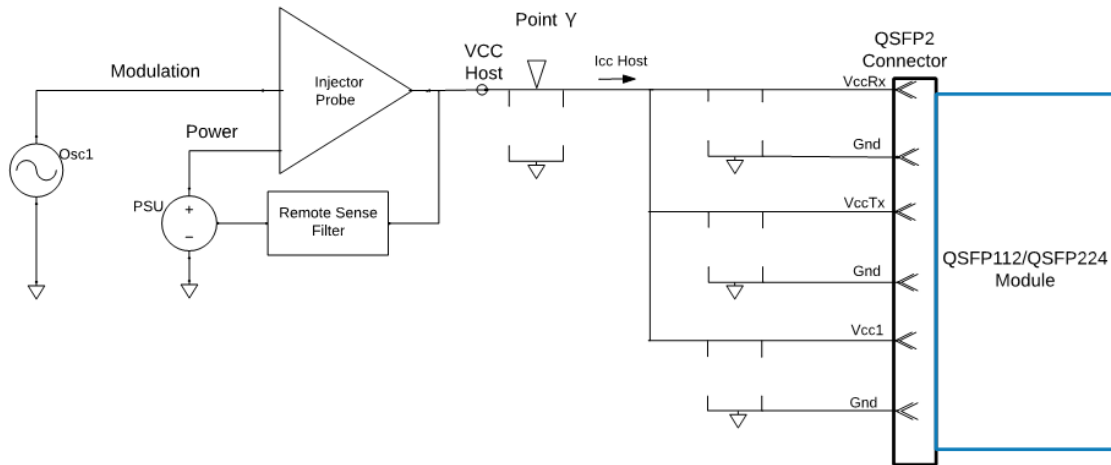 Point Y
QSFP2
Connector
VCC
Host
Icc Host
Modulation
Injector
Probe
VccRx
Power
Gnd
Osc1
PSU
+
−
Remote Sense
Filter
VccTx
QSFP112/QSFP224
Module
Gnd
Vcc1
Gnd